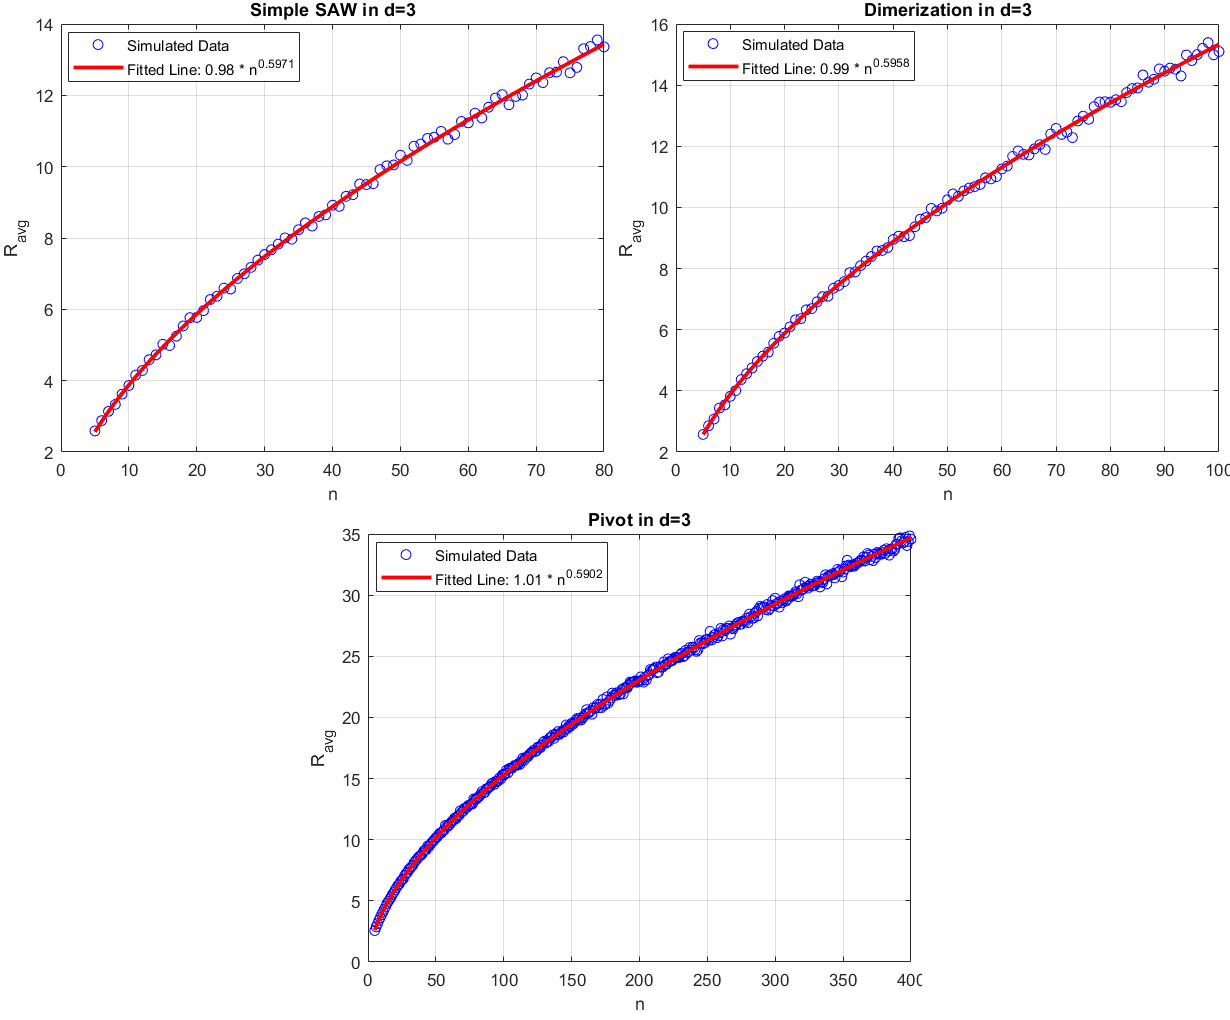 Simple SAW in d=3
Simulated Data
Fitted Line: 0.98 * n^0.5971
14
12
10
8
6
4
2
0 10 20 30 40 50 60 70 80
R_avg
n
Dimerization in d=3
Simulated Data
Fitted Line: 0.99 * n^0.5958
16
14
12
10
8
6
4
2
0 10 20 30 40 50 60 70 80 90 100
R_avg
n
Pivot in d=3
Simulated Data
Fitted Line: 1.01 * n^0.5902
35
30
25
20
15
10
5
0
0 50 100 150 200 250 300 350 400
R_avg
n